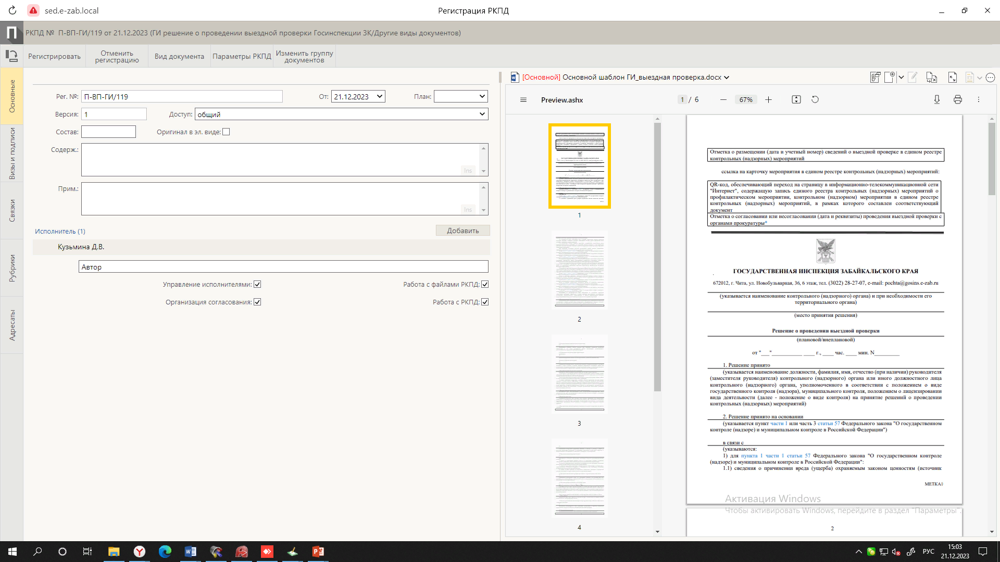 sed.e-zab.local
Регистрация РКПД
П
РКПД № П-ВП-ГИ/119 от 21.12.2023 (ГИ решение о проведении выездной проверки Госинспекции ЗК/Другие виды документов)
Регистрировать
Отменить
регистрацию
Вид документа
Параметры РКПД
Изменить группу
документов
Основные
Визы и подписи
Связки
Рубрики
Адресаты
Рег. №: П-ВП-ГИ/119 От: 21.12.2023 План:
Версия: 1 Доступ: общий
Состав: Оригинал в эл. виде:
Содерж.:
Ins
Прим.:
Ins
Исполнитель (1) Добавить
Кузьмина Д.В.
Автор
Управление исполнителями: Работа с файлами РКПД:
Организация согласования: Работа с РКПД:
[Основной] Основной шаблон ГИ_выездная проверка.docx
Preview.ashx 1 / 6 67%
1
2
3
4
Отметка о размещении (дата и учетный номер) сведений о выездной проверке в едином реестре
контрольных (надзорных) мероприятий
ссылка на карточку мероприятия в едином реестре контрольных (надзорных) мероприятий:
QR-код, обеспечивающий переход на страницу в информационно-телекоммуникационной сети
"Интернет", содержащую запись единого реестра контрольных (надзорных) мероприятий о
профилактическом мероприятии, контрольном (надзорном) мероприятии в едином реестре
контрольных (надзорных) мероприятий, в рамках которого составлен соответствующий
документ
Отметка о согласовании или несогласовании (дата и реквизиты) проведения выездной проверки с
органами прокуратуры*
ГОСУДАРСТВЕННАЯ ИНСПЕКЦИЯ ЗАБАЙКАЛЬСКОГО КРАЯ
672012, г. Чита, ул. Новобульварная, 36, 6 этаж, тел. (3022) 28-27-07, e-mail: pochta@gosins.e-zab.ru
(указывается наименование контрольного (надзорного) органа) и при необходимости его
территориального органа)
(место принятия решения)
Решение о проведении выездной проверки
(плановой/внеплановой)
от "___"____________ ____ г., ____ час. ____ мин. N__________
1. Решение принято
(указывается наименование должности, фамилия, имя, отчество (при наличии) руководителя
(заместителя руководителя) контрольного (надзорного) органа или иного должностного лица
контрольного (надзорного) органа, уполномоченного в соответствии с положением о виде
государственного контроля (надзора), муниципального контроля, положением о лицензировании
вида деятельности (далее - положение о виде контроля) на принятие решений о проведении
контрольных (надзорных) мероприятий)
2. Решение принято на основании
(указывается пункт части 1 или часть 3 статьи 57 Федерального закона "О государственном
контроле (надзоре) и муниципальном контроле в Российской Федерации")
в связи с
(указываются:
1) для пункта 1 части 1 статьи 57 Федерального закона "О государственном контроле
(надзоре) и муниципальном контроле в Российской Федерации":
1.1) сведения о причинении вреда (ущерба) охраняемым законом ценностям (источник
МЕТКА1
Активация Windows
Чтобы активировать Windows, перейдите в раздел "Параметры".
2
РУС
15:03
21.12.2023